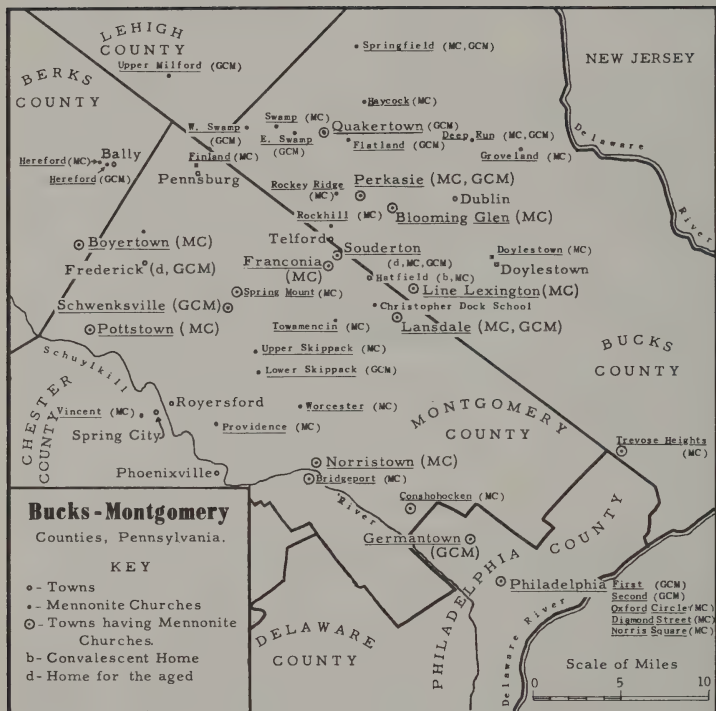 LEHIGH
COUNTY
Springfield (MC,GCM)
NEW JERSEY
BERKS
COUNTY
Upper Milford (GCM)
Haycock (MC)
Delaware
River
W. Swamp
(GCM)
Swamp (MC)
E. Swamp
(GCM)
Quakertown (GCM)
Flatland (GCM)
Deep Run (MC, GCM)
Groveland (MC)
Hereford (MC)
Bally
Hereford (GCM)
Finland (MC)
Pennsburg
Rockey Ridge
(MC)
Perkasie (MC, GCM)
Dublin
Rockhill (MC)
Blooming Glen (MC)
Boyertown (MC)
Telford
Souderton
(d, MC, GCM)
Doylestown (MC)
Doylestown
Frederick (d, GCM)
Franconia
(MC)
Hatfield (b, MC)
Spring Mount (MC)
Line Lexington (MC)
Schwenksville (GCM)
Christopher Dock School
Pottstown (MC)
Towamencin (MC)
Lansdale (MC, GCM)
Upper Skippack (MC)
BUCKS
COUNTY
Schuylkill
Lower Skippack (GCM)
CHESTER
COUNTY
Royersford
Worcester (MC)
MONTGOMERY
COUNTY
Vincent (MC)
Spring City
Providence (MC)
Trevose Heights
(MC)
Phoenixville
Norristown (MC)
Bridgeport (MC)
River
Conshohocken (MC)
Germantown
(GCM)
PHILADELPHIA
COUNTY
Philadelphia First (GCM)
Second (GCM)
Oxford Circle (MC)
Diamond Street (MC)
Norris Square (MC)
DELAWARE
COUNTY
Delaware River
Bucks-Montgomery
Counties, Pennsylvania.
KEY
- Towns
- Mennonite Churches
- Towns having Mennonite
Churches.
b- Convalescent Home
d- Home for the aged
Scale of Miles
0 5 10